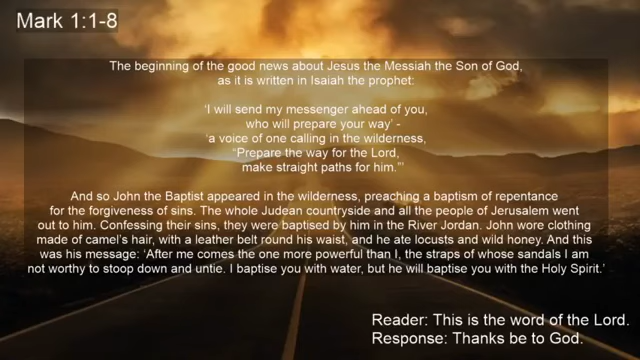 Mark 1:1-8
The beginning of the good news about Jesus the Messiah the Son of God,
as it is written in Isaiah the prophet:
‘I will send my messenger ahead of you,
who will prepare your way’ -
‘a voice of one calling in the wilderness,
“Prepare the way for the Lord,
make straight paths for him.”’
And so John the Baptist appeared in the wilderness, preaching a baptism of repentance
for the forgiveness of sins. The whole Judean countryside and all the people of Jerusalem went
out to him. Confessing their sins, they were baptised by him in the River Jordan. John wore clothing
made of camel’s hair, with a leather belt round his waist, and he ate locusts and wild honey. And this
was his message: ‘After me comes the one more powerful than I, the straps of whose sandals I am
not worthy to stoop down and untie. I baptise you with water, but he will baptise you with the Holy Spirit.’
Reader: This is the word of the Lord.
Response: Thanks be to God.